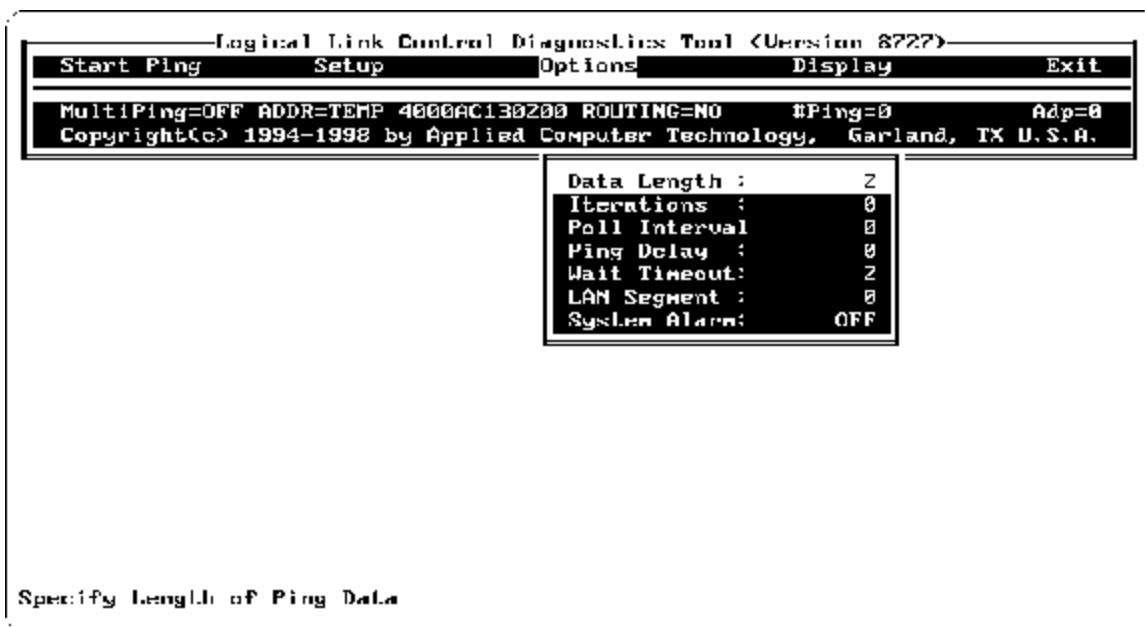 Logical Link Control Diagnostics Tool (Version 8727)
Start Ping Setup Options Display Exit
MultiPing=OFF ADDR=TEMP 4000AC130200 ROUTING=NO #Ping=0 Adp=0
Copyright(c) 1994-1998 by Applied Computer Technology, Garland, TX U.S.A.
Data Length : 2
Iterations : 0
Poll Interval 0
Ping Delay : 0
Wait Timeout: 2
LAN Segment : 0
System Alarm: OFF
Specify Length of Ping Data